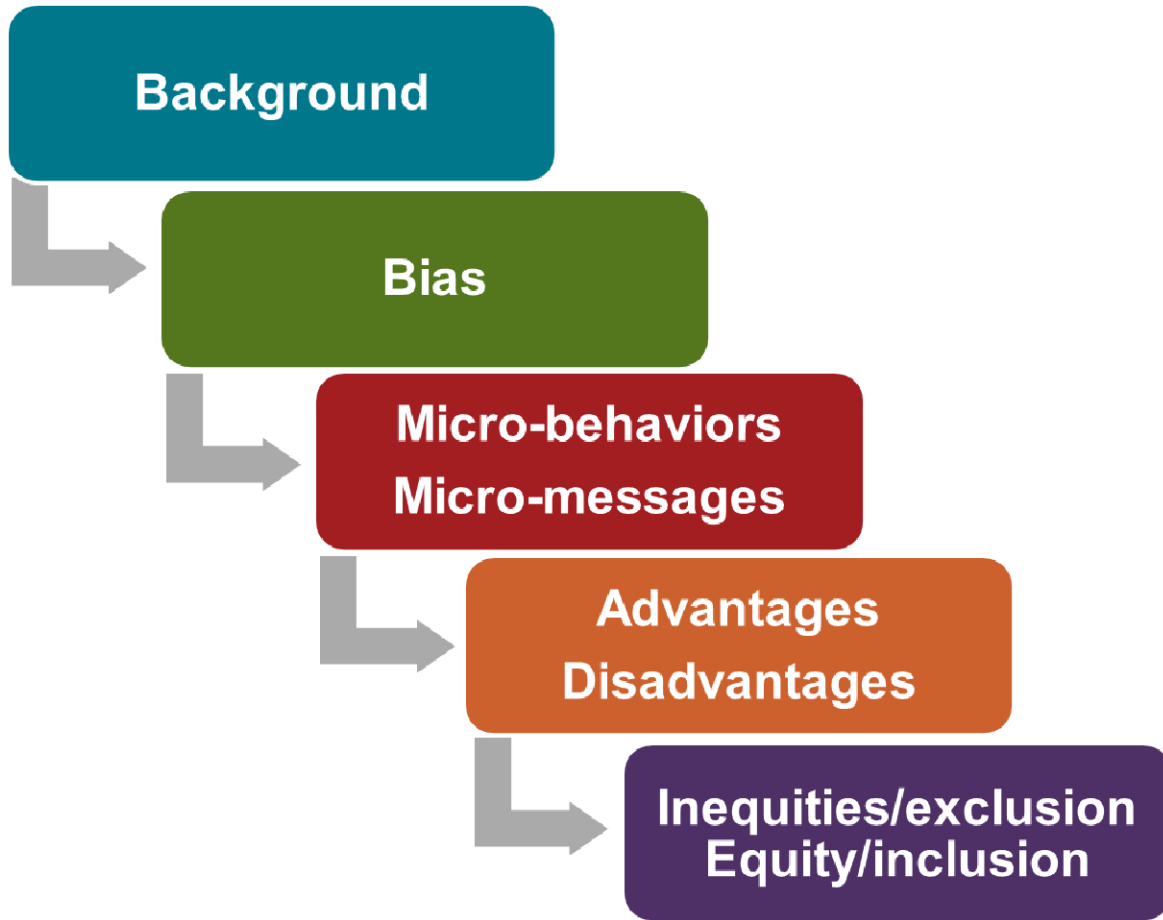 Background
Bias
Micro-behaviors
Micro-messages
Advantages
Disadvantages
Inequities/exclusion
Equity/inclusion